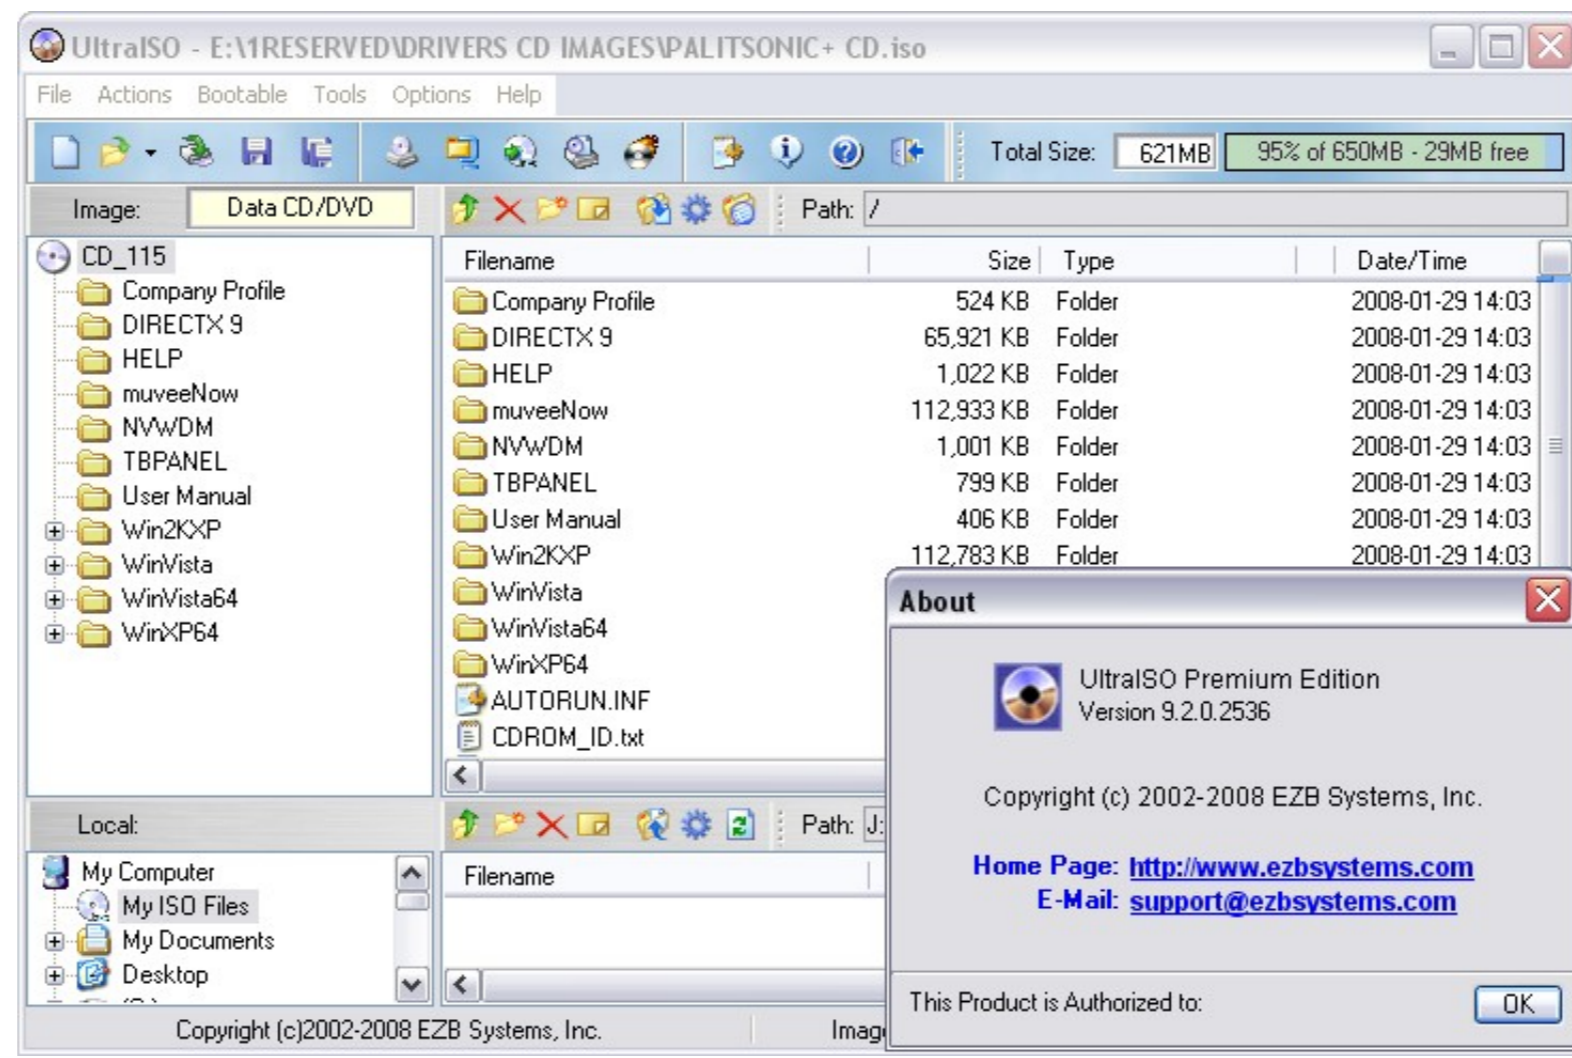 UltraISO - E:\1RESERVED\DRIVERS CD IMAGES\PALITSONIC+ CD.iso
File Actions Bootable Tools Options Help
Total Size: 621MB 95% of 650MB - 29MB free
Image: Data CD/DVD Path: /
CD_115
Company Profile
DIRECTX 9
HELP
muveeNow
NVWDM
TBPANEL
User Manual
Win2KXP
WinVista
WinVista64
WinXP64
Filename Size Type Date/Time
Company Profile 524 KB Folder 2008-01-29 14:03
DIRECTX 9 65,921 KB Folder 2008-01-29 14:03
HELP 1,022 KB Folder 2008-01-29 14:03
muveeNow 112,933 KB Folder 2008-01-29 14:03
NVWDM 1,001 KB Folder 2008-01-29 14:03
TBPANEL 799 KB Folder 2008-01-29 14:03
User Manual 406 KB Folder 2008-01-29 14:03
Win2KXP 112,783 KB Folder 2008-01-29 14:03
WinVista
WinVista64
WinXP64
AUTORUN.INF
CDROM_ID.txt
Local: Path: J:
My Computer
My ISO Files
My Documents
Desktop
Filename
Copyright (c)2002-2008 EZB Systems, Inc.
About
UltraISO Premium Edition
Version 9.2.0.2536
Copyright (c) 2002-2008 EZB Systems, Inc.
Home Page: http://www.ezbsystems.com
E-Mail: support@ezbsystems.com
This Product is Authorized to:
OK